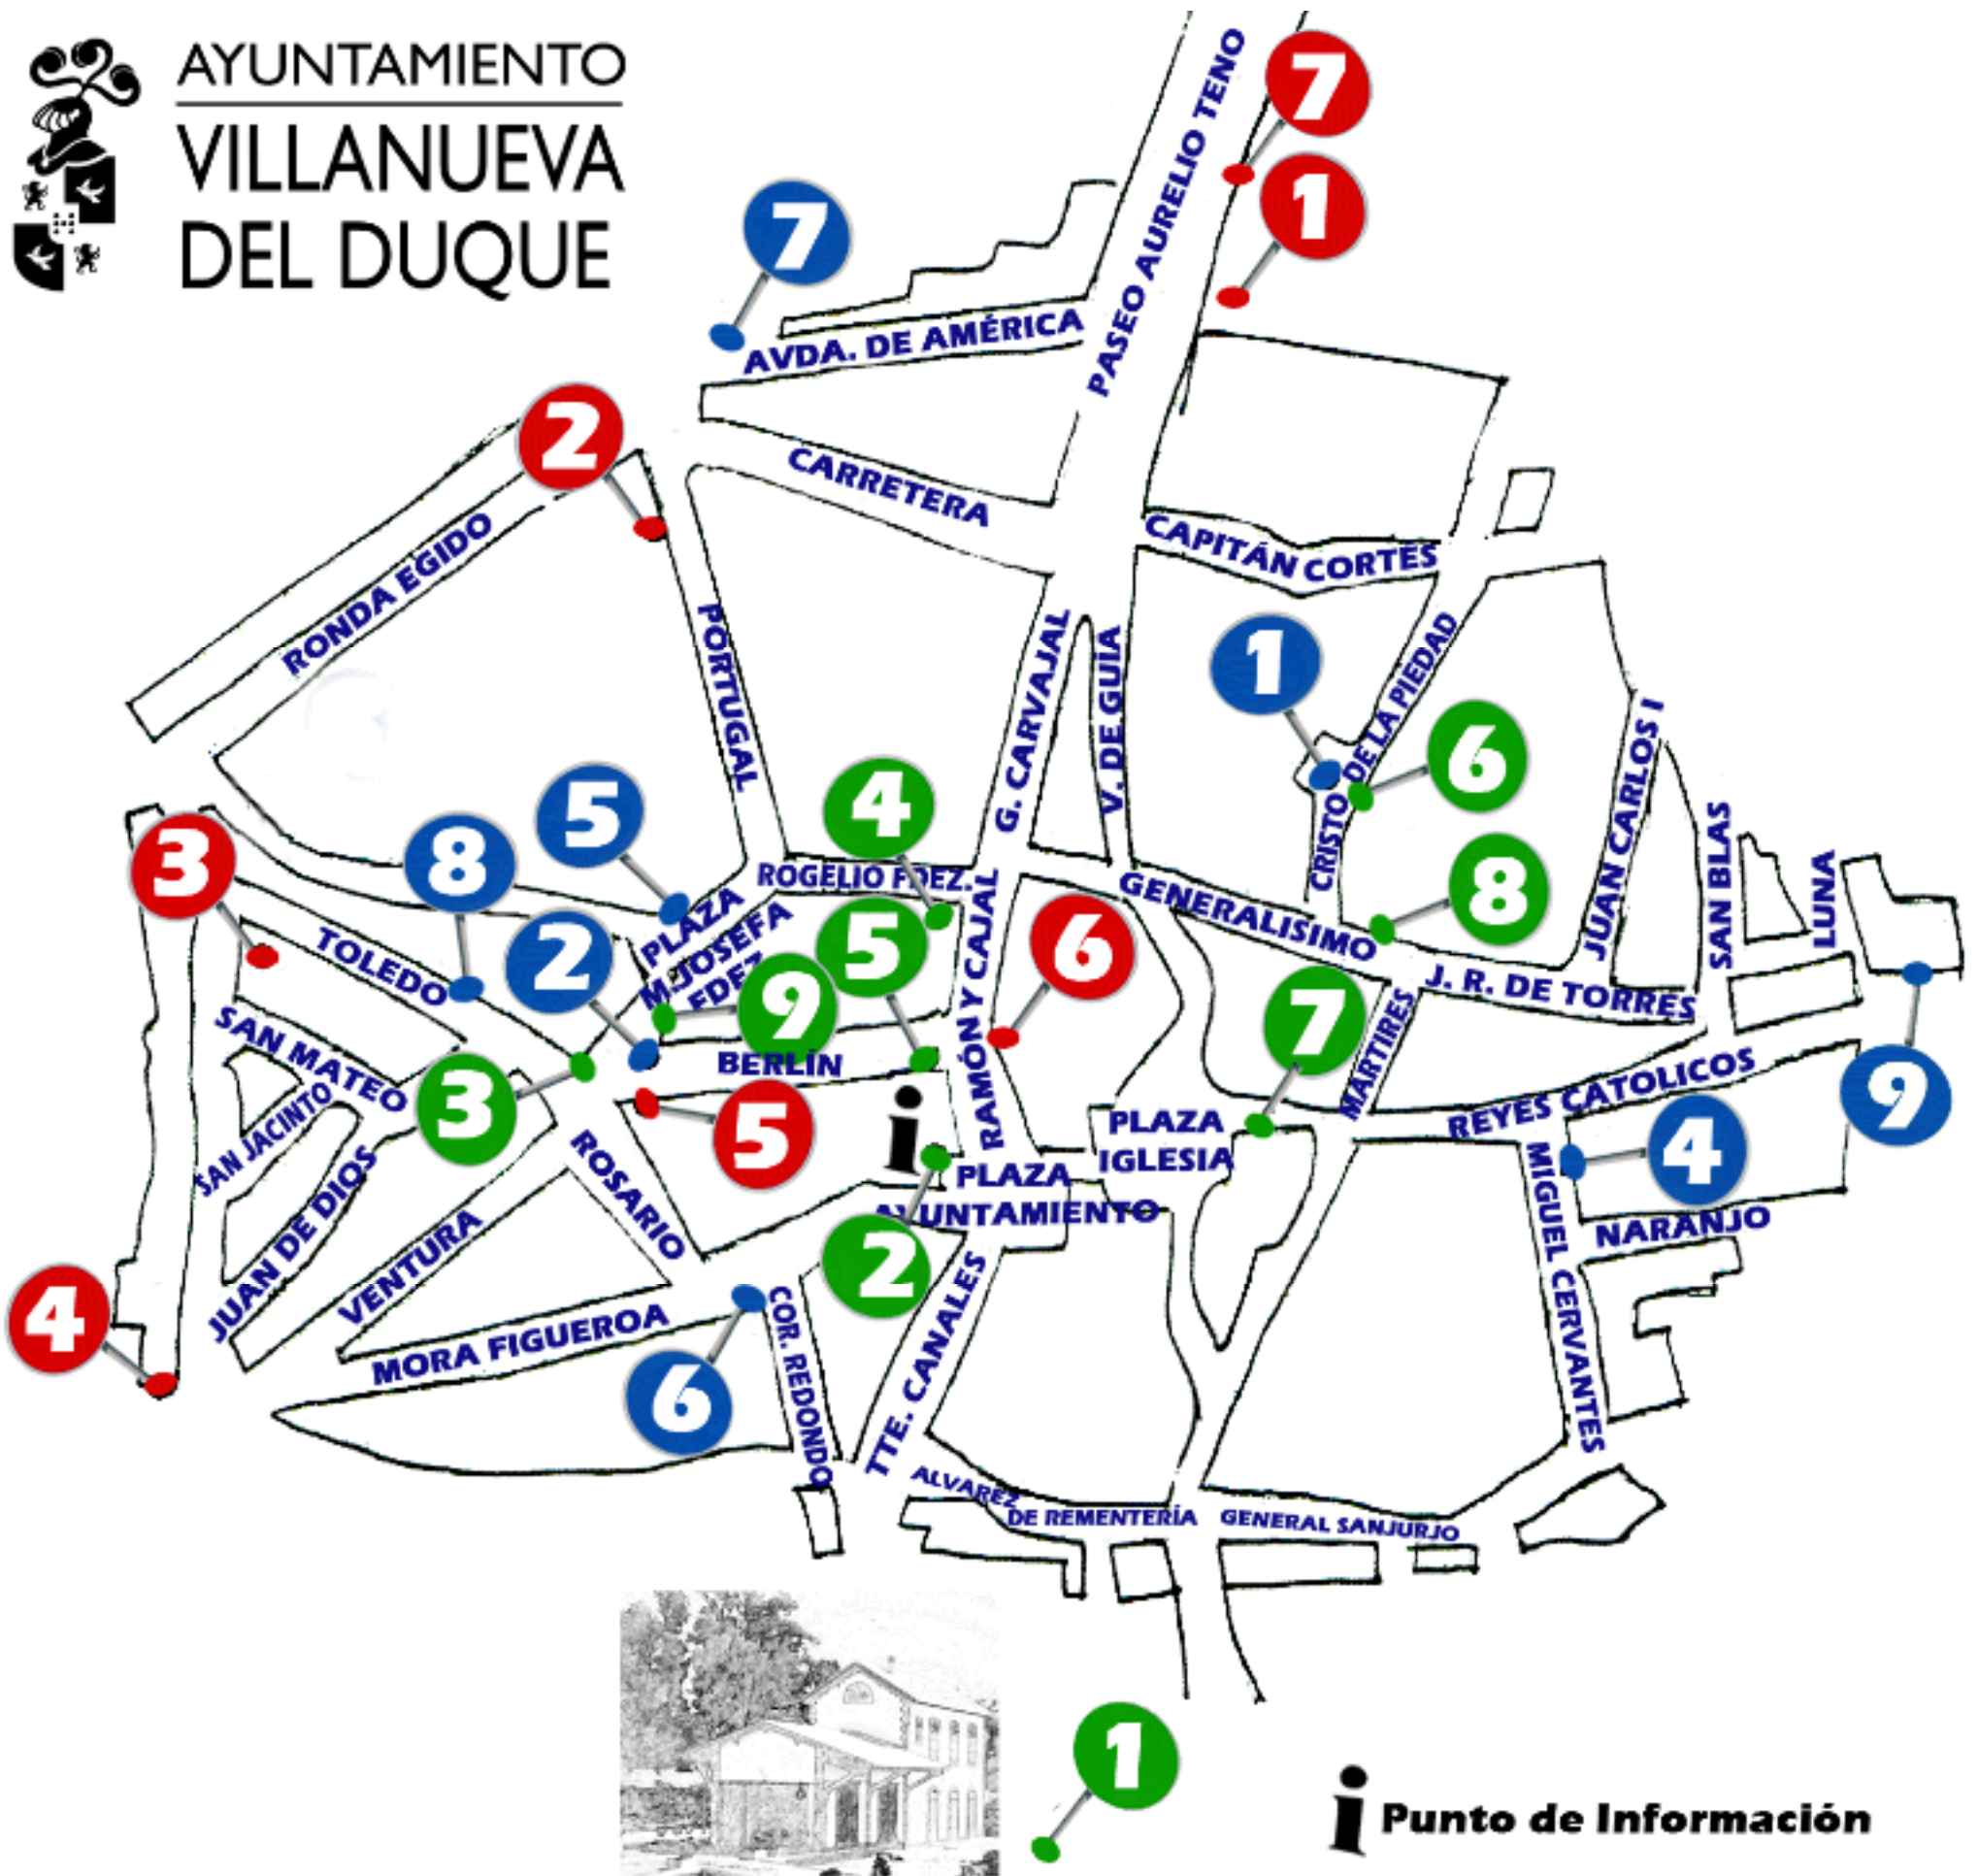 AYUNTAMIENTO
VILLANUEVA
DEL DUQUE
7
1
PASEO AURELIO TENO
7
AVDA. DE AMÉRICA
2
CARRETERA
CAPITÁN CORTES
RONDA EGIDO
PORTUGAL
G. CARVAJAL
V. DE GUÍA
1
CRISTO DE LA PIEDAD
6
JUAN CARLOS I
SAN BLAS
LUNA
3
8
5
4
ROGELIO FDEZ.
GENERALISIMO
8
TOLEDO
2
PLAZA
M.JOSEFA
FDEZ
9
5
RAMÓN Y CAJAL
6
7
MARTIRES
J. R. DE TORRES
SAN MATEO
SAN JACINTO
3
BERLÍN
5
i
PLAZA
IGLESIA
REYES CATOLICOS
4
9
JUAN DE DIOS
VENTURA
ROSARIO
PLAZA
AYUNTAMIENTO
2
MIGUEL CERVANTES
NARANJO
4
MORA FIGUEROA
6
COR. REDONDO
TTE. CANALES
ALVAREZ
DE REMENTERÍA
GENERAL SANJURJO
1
i Punto de Información